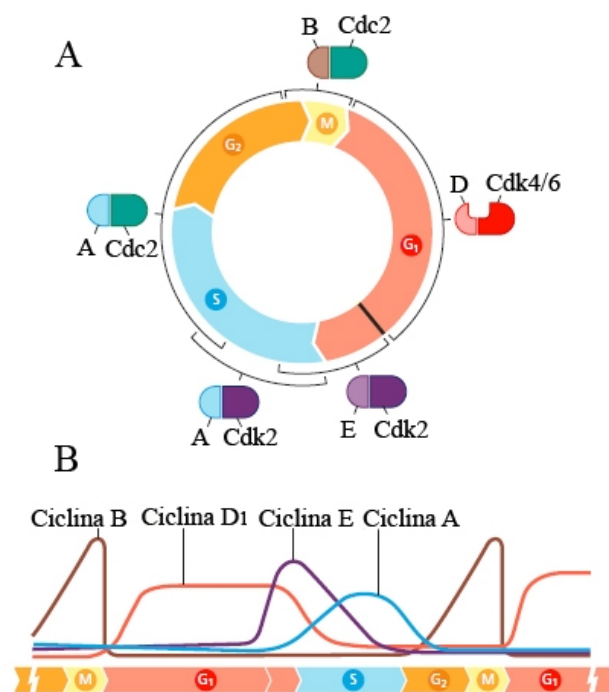 A
B Cdc2
M
G2
D Cdk4/6
G1
A Cdc2
S
A Cdk2
E Cdk2
B
Ciclina B Ciclina D1 Ciclina E Ciclina A
M G1 S G2 M G1